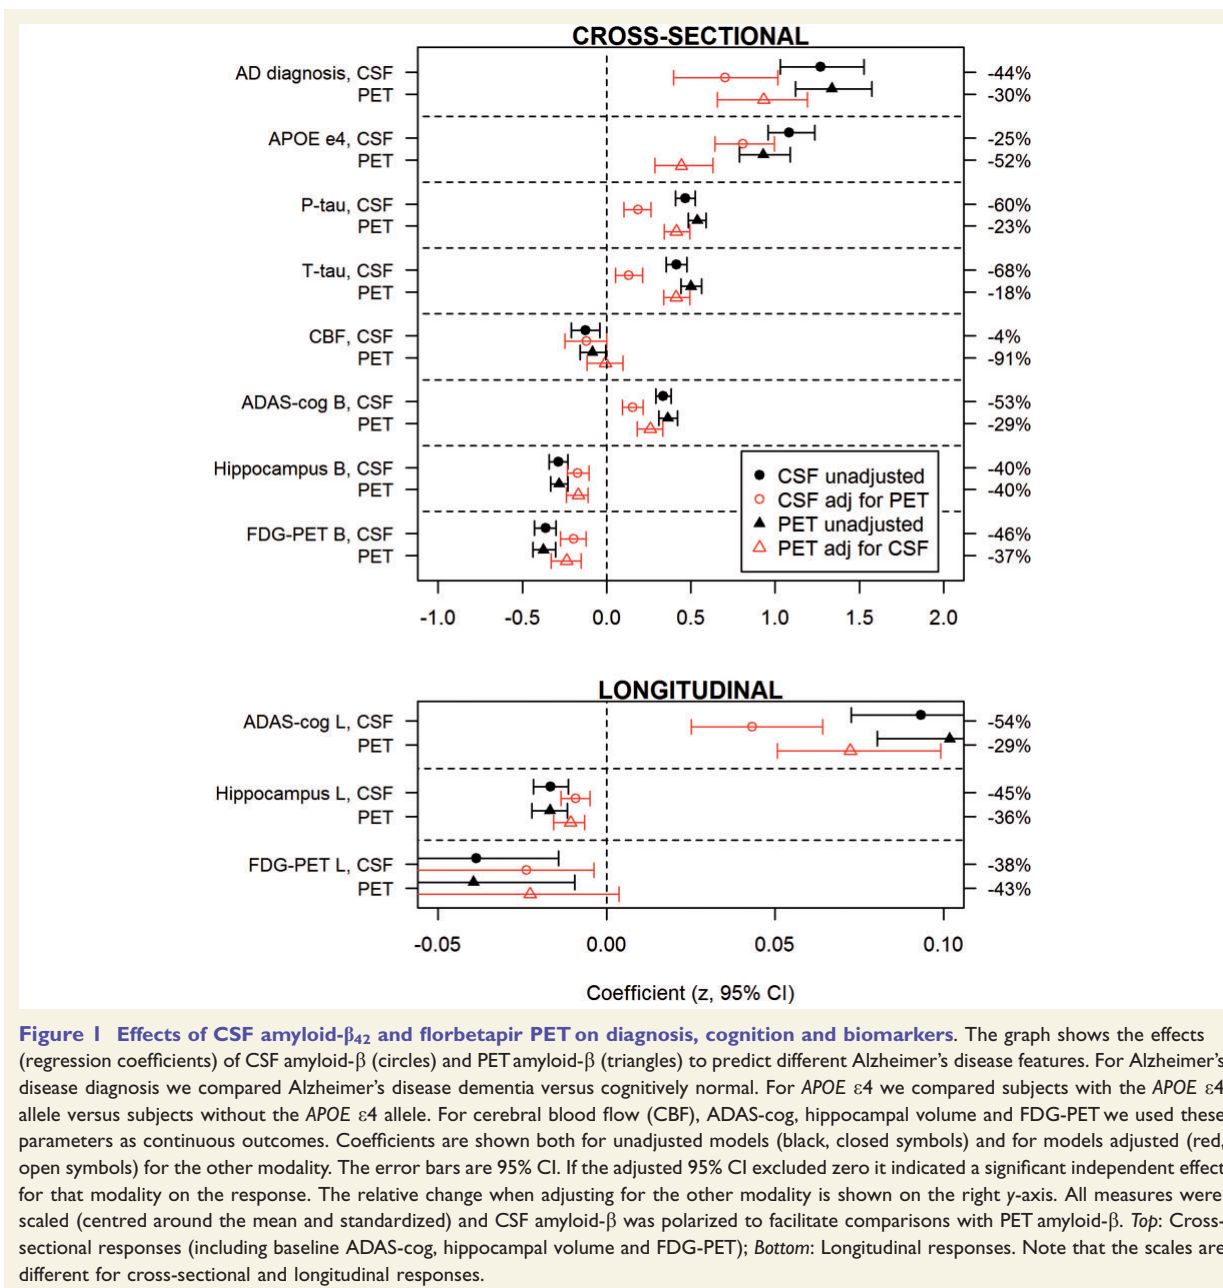 CROSS-SECTIONAL
AD diagnosis, CSF -44%
PET -30%
APOE e4, CSF -25%
PET -52%
P-tau, CSF -60%
PET -23%
T-tau, CSF -68%
PET -18%
CBF, CSF -4%
PET -91%
ADAS-cog B, CSF -53%
PET -29%
Hippocampus B, CSF -40%
PET -40%
FDG-PET B, CSF -46%
PET -37%
CSF unadjusted
CSF adj for PET
PET unadjusted
PET adj for CSF
-1.0 -0.5 0.0 0.5 1.0 1.5 2.0
LONGITUDINAL
ADAS-cog L, CSF -54%
PET -29%
Hippocampus L, CSF -45%
PET -36%
FDG-PET L, CSF -38%
PET -43%
-0.05 0.00 0.05 0.10
Coefficient (z, 95% CI)
Figure 1 Effects of CSF amyloid-β42 and florbetapir PET on diagnosis, cognition and biomarkers. The graph shows the effects
(regression coefficients) of CSF amyloid-β (circles) and PET amyloid-β (triangles) to predict different Alzheimer's disease features. For Alzheimer's
disease diagnosis we compared Alzheimer's disease dementia versus cognitively normal. For APOE ε4 we compared subjects with the APOE ε4
allele versus subjects without the APOE ε4 allele. For cerebral blood flow (CBF), ADAS-cog, hippocampal volume and FDG-PET we used these
parameters as continuous outcomes. Coefficients are shown both for unadjusted models (black, closed symbols) and for models adjusted (red,
open symbols) for the other modality. The error bars are 95% CI. If the adjusted 95% CI excluded zero it indicated a significant independent effect
for that modality on the response. The relative change when adjusting for the other modality is shown on the right y-axis. All measures were
scaled (centred around the mean and standardized) and CSF amyloid-β was polarized to facilitate comparisons with PET amyloid-β. Top: Cross-
sectional responses (including baseline ADAS-cog, hippocampal volume and FDG-PET); Bottom: Longitudinal responses. Note that the scales are
different for cross-sectional and longitudinal responses.